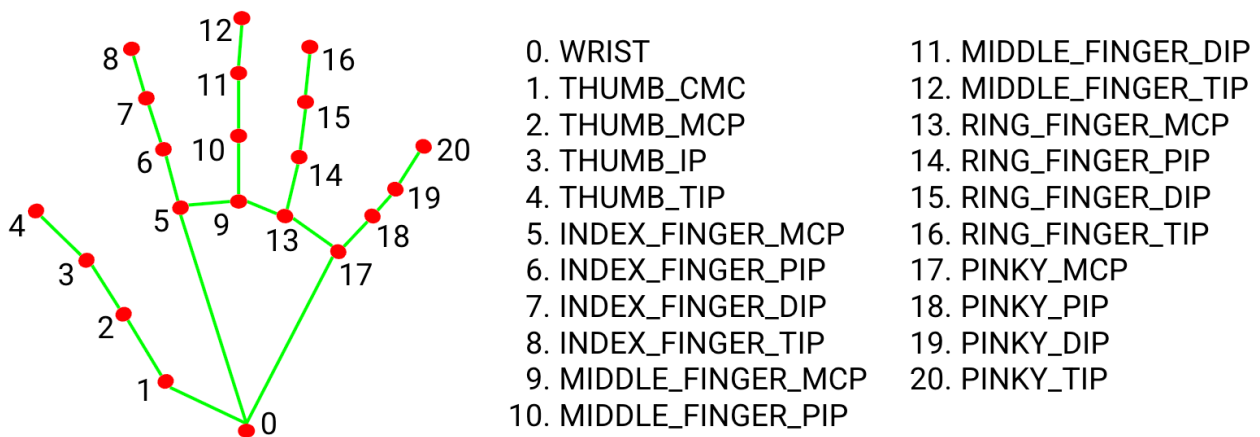 12
8
16
11
7
15
10
6
20
14
19
4
5
9
18
13
3
17
2
1
0
0. WRIST
1. THUMB_CMC
2. THUMB_MCP
3. THUMB_IP
4. THUMB_TIP
5. INDEX_FINGER_MCP
6. INDEX_FINGER_PIP
7. INDEX_FINGER_DIP
8. INDEX_FINGER_TIP
9. MIDDLE_FINGER_MCP
10. MIDDLE_FINGER_PIP
11. MIDDLE_FINGER_DIP
12. MIDDLE_FINGER_TIP
13. RING_FINGER_MCP
14. RING_FINGER_PIP
15. RING_FINGER_DIP
16. RING_FINGER_TIP
17. PINKY_MCP
18. PINKY_PIP
19. PINKY_DIP
20. PINKY_TIP